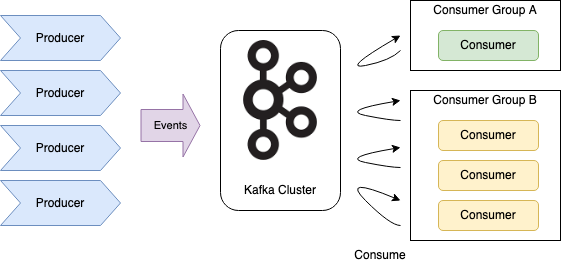 Producer
Producer
Producer
Producer
Events
Kafka Cluster
Consumer Group A
Consumer
Consumer Group B
Consumer
Consumer
Consumer
Consume